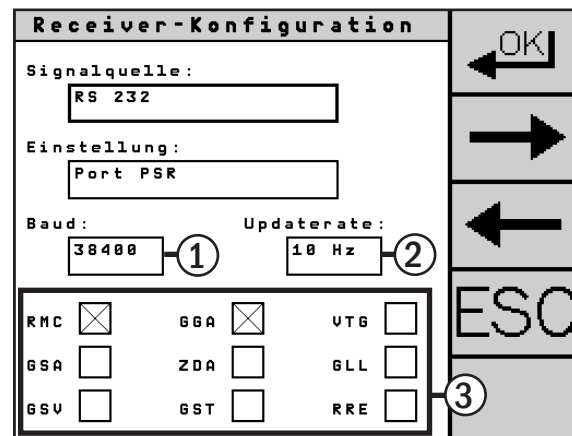 Receiver-Konfiguration
OK
Signalquelle:
RS 232
Einstellung:
Port PSR
Baud: Updaterate:
38400 1 10 Hz 2
ESC
RMC GGA VTG
GSA ZDA GLL
3
GSV GST RRE